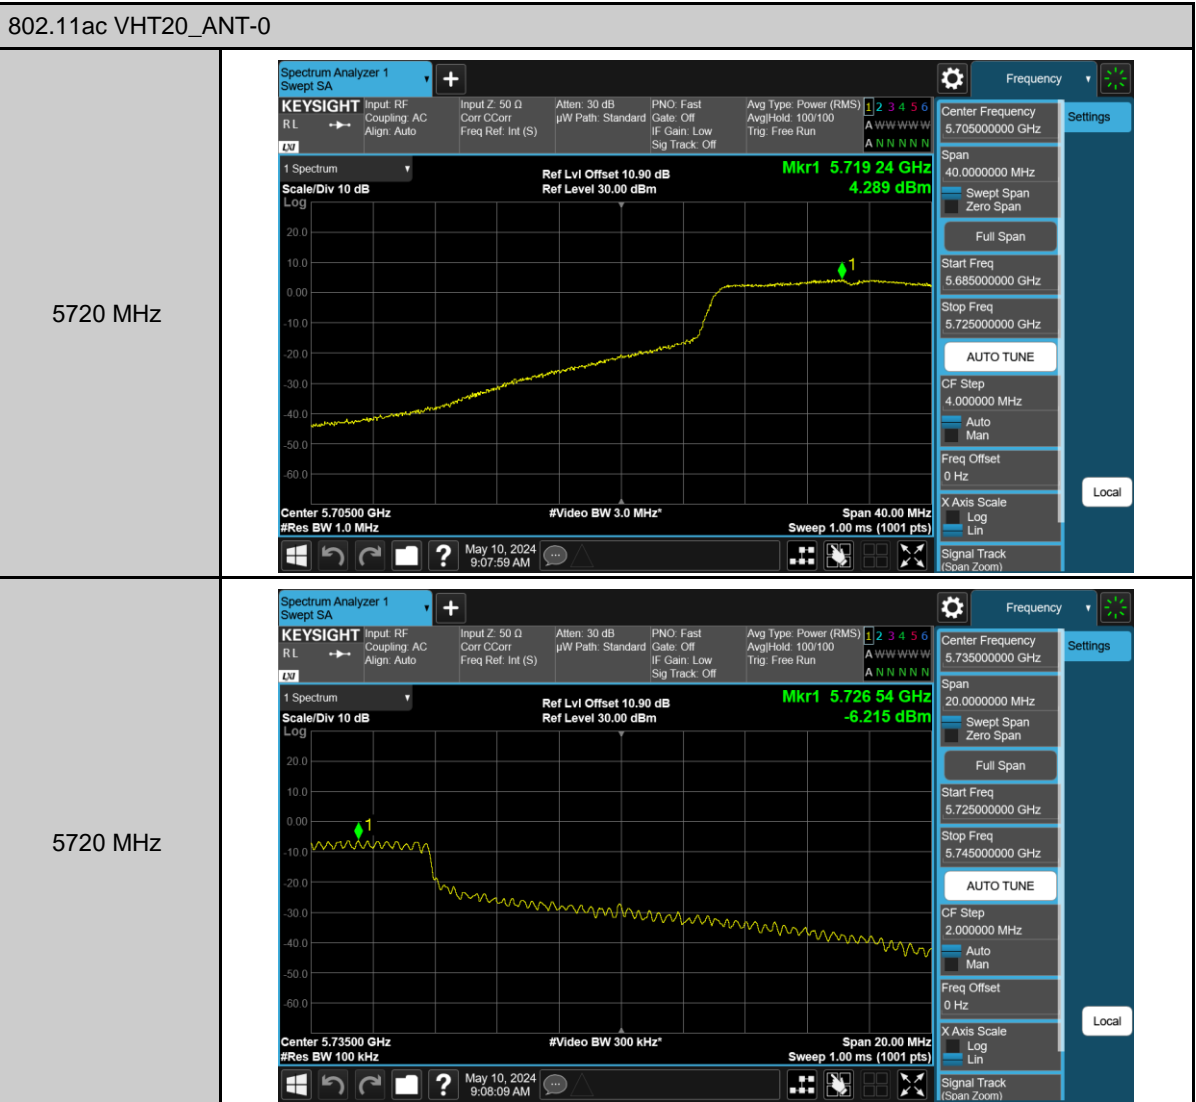 802.11ac VHT20_ANT-0
5720 MHz
Spectrum Analyzer 1
Swept SA
Frequency
KEYSIGHT
RL
LXI
Input: RF
Coupling: AC
Align: Auto
Input Z: 50 Ω
Corr CCorr
Freq Ref: Int (S)
Atten: 30 dB
µW Path: Standard
PNO: Fast
Gate: Off
IF Gain: Low
Sig Track: Off
Avg Type: Power (RMS)
Avg|Hold: 100/100
Trig: Free Run
1 2 3 4 5 6
A W W W W W
A N N N N N
1 Spectrum
Scale/Div 10 dB
Log
Ref Lvl Offset 10.90 dB
Ref Level 30.00 dBm
Mkr1 5.719 24 GHz
4.289 dBm
20.0
10.0
0.00
-10.0
-20.0
-30.0
-40.0
-50.0
-60.0
1
Center 5.70500 GHz
#Res BW 1.0 MHz
#Video BW 3.0 MHz*
Span 40.00 MHz
Sweep 1.00 ms (1001 pts)
Center Frequency
5.705000000 GHz
Span
40.0000000 MHz
Swept Span
Zero Span
Full Span
Start Freq
5.685000000 GHz
Stop Freq
5.725000000 GHz
AUTO TUNE
CF Step
4.000000 MHz
Auto
Man
Freq Offset
0 Hz
X Axis Scale
Log
Lin
Signal Track
(Span Zoom)
Settings
Local
?
May 10, 2024
9:07:59 AM
5720 MHz
Spectrum Analyzer 1
Swept SA
Frequency
KEYSIGHT
RL
LXI
Input: RF
Coupling: AC
Align: Auto
Input Z: 50 Ω
Corr CCorr
Freq Ref: Int (S)
Atten: 30 dB
µW Path: Standard
PNO: Fast
Gate: Off
IF Gain: Low
Sig Track: Off
Avg Type: Power (RMS)
Avg|Hold: 100/100
Trig: Free Run
1 2 3 4 5 6
A W W W W W
A N N N N N
1 Spectrum
Scale/Div 10 dB
Log
Ref Lvl Offset 10.90 dB
Ref Level 30.00 dBm
Mkr1 5.726 54 GHz
-6.215 dBm
20.0
10.0
0.00
-10.0
-20.0
-30.0
-40.0
-50.0
-60.0
1
Center 5.73500 GHz
#Res BW 100 kHz
#Video BW 300 kHz*
Span 20.00 MHz
Sweep 1.00 ms (1001 pts)
Center Frequency
5.735000000 GHz
Span
20.0000000 MHz
Swept Span
Zero Span
Full Span
Start Freq
5.725000000 GHz
Stop Freq
5.745000000 GHz
AUTO TUNE
CF Step
2.000000 MHz
Auto
Man
Freq Offset
0 Hz
X Axis Scale
Log
Lin
Signal Track
(Span Zoom)
Settings
Local
?
May 10, 2024
9:08:09 AM